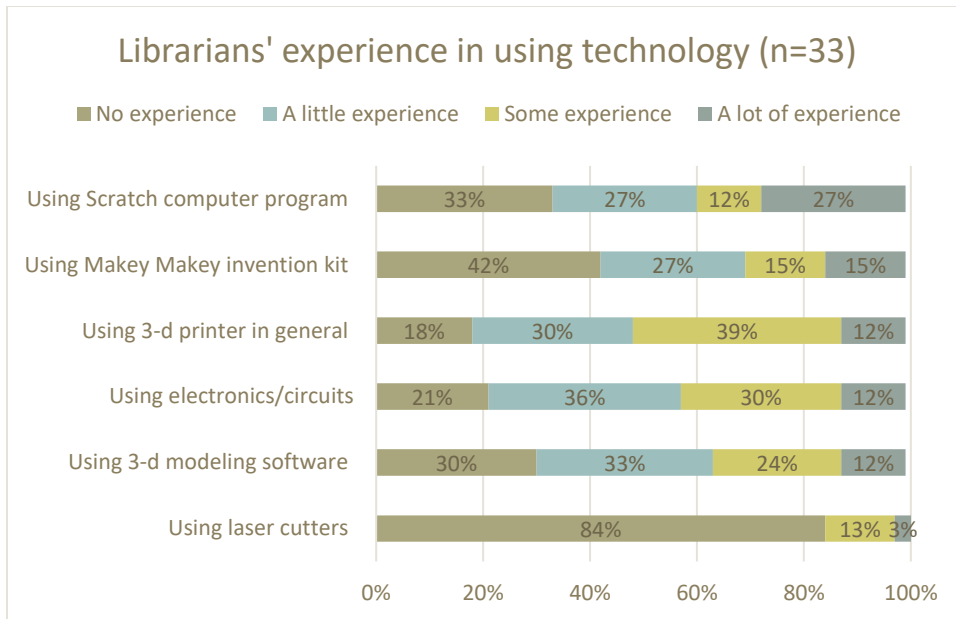 Librarians' experience in using technology (n=33)
No experience A little experience Some experience A lot of experience
Using Scratch computer program 33% 27% 12% 27%
Using Makey Makey invention kit 42% 27% 15% 15%
Using 3-d printer in general 18% 30% 39% 12%
Using electronics/circuits 21% 36% 30% 12%
Using 3-d modeling software 30% 33% 24% 12%
Using laser cutters 84% 13% 3%
0% 20% 40% 60% 80% 100%